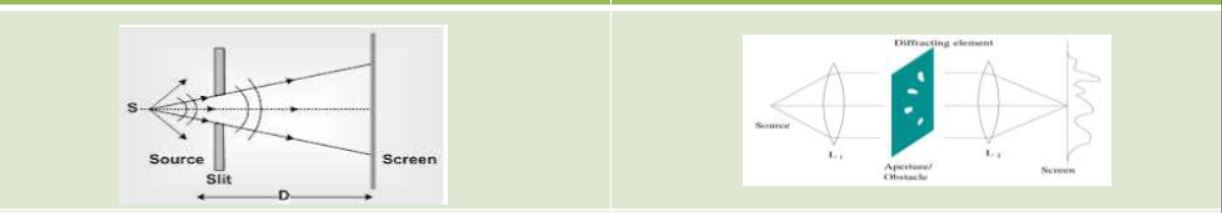 S
Source
Slit
D
Screen
Diffracting element
Source
L1
Aperture/
Obstacle
L2
Screen